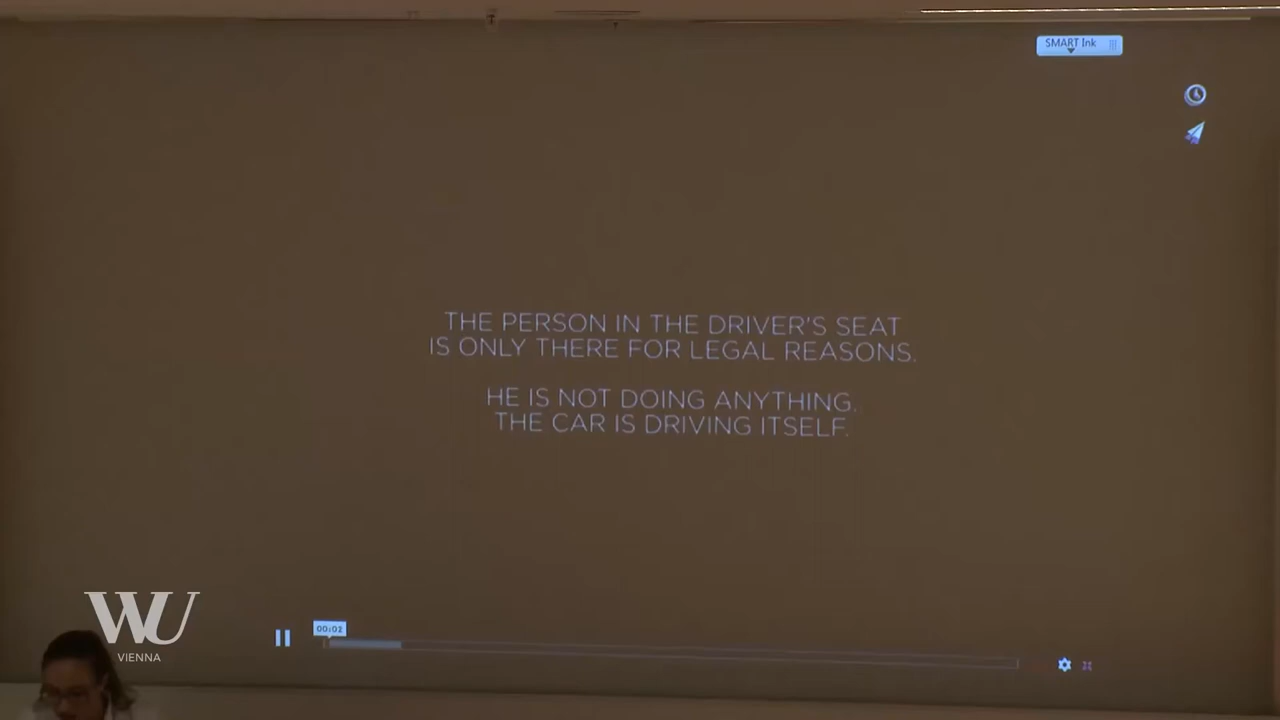 SMART Ink
THE PERSON IN THE DRIVER'S SEAT
IS ONLY THERE FOR LEGAL REASONS.
HE IS NOT DOING ANYTHING.
THE CAR IS DRIVING ITSELF.
WU
VIENNA
00:02